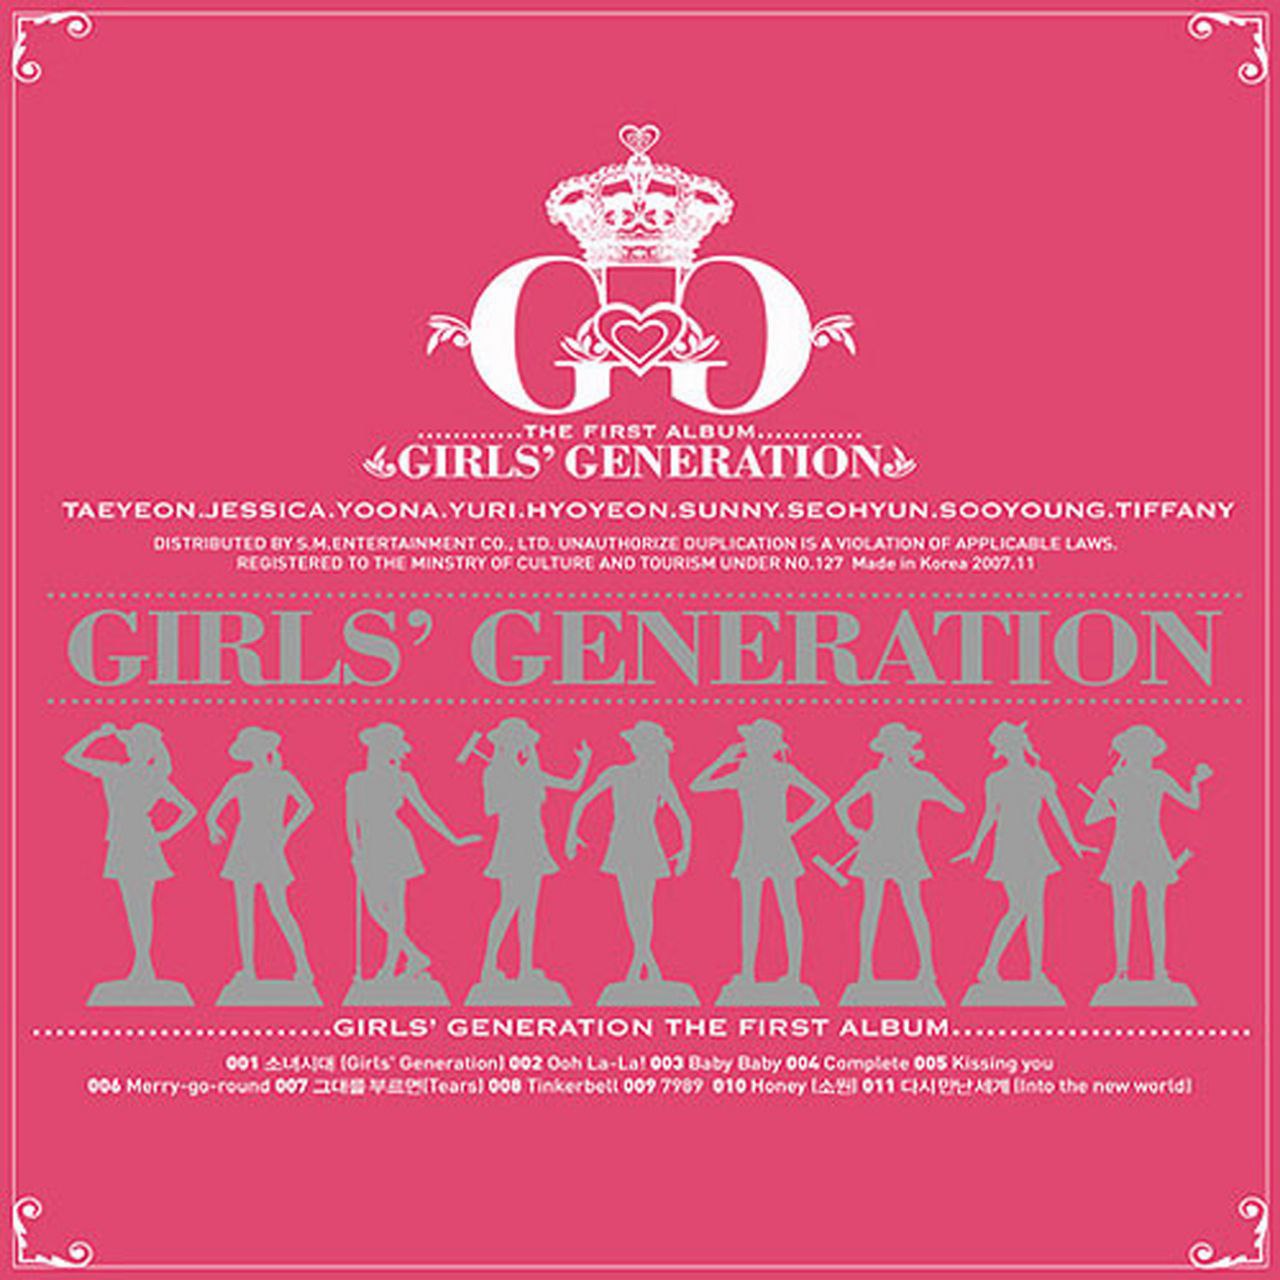 GG
............THE FIRST ALBUM............
GIRLS' GENERATION
TAEYEON.JESSICA.YOONA.YURI.HYOYEON.SUNNY.SEOHYUN.SOOYOUNG.TIFFANY
DISTRIBUTED BY S.M.ENTERTAINMENT CO., LTD. UNAUTHORIZE DUPLICATION IS A VIOLATION OF APPLICABLE LAWS.
REGISTERED TO THE MINSTRY OF CULTURE AND TOURISM UNDER NO.127 Made in Korea 2007.11
GIRLS' GENERATION
............................GIRLS' GENERATION THE FIRST ALBUM............................
001 소녀시대 (Girls' Generation) 002 Ooh La-La! 003 Baby Baby 004 Complete 005 Kissing you
006 Merry-go-round 007 그대를 부르면(Tears) 008 Tinkerbell 009 7989 010 Honey (소원) 011 다시 만난 세계 (Into the new world)